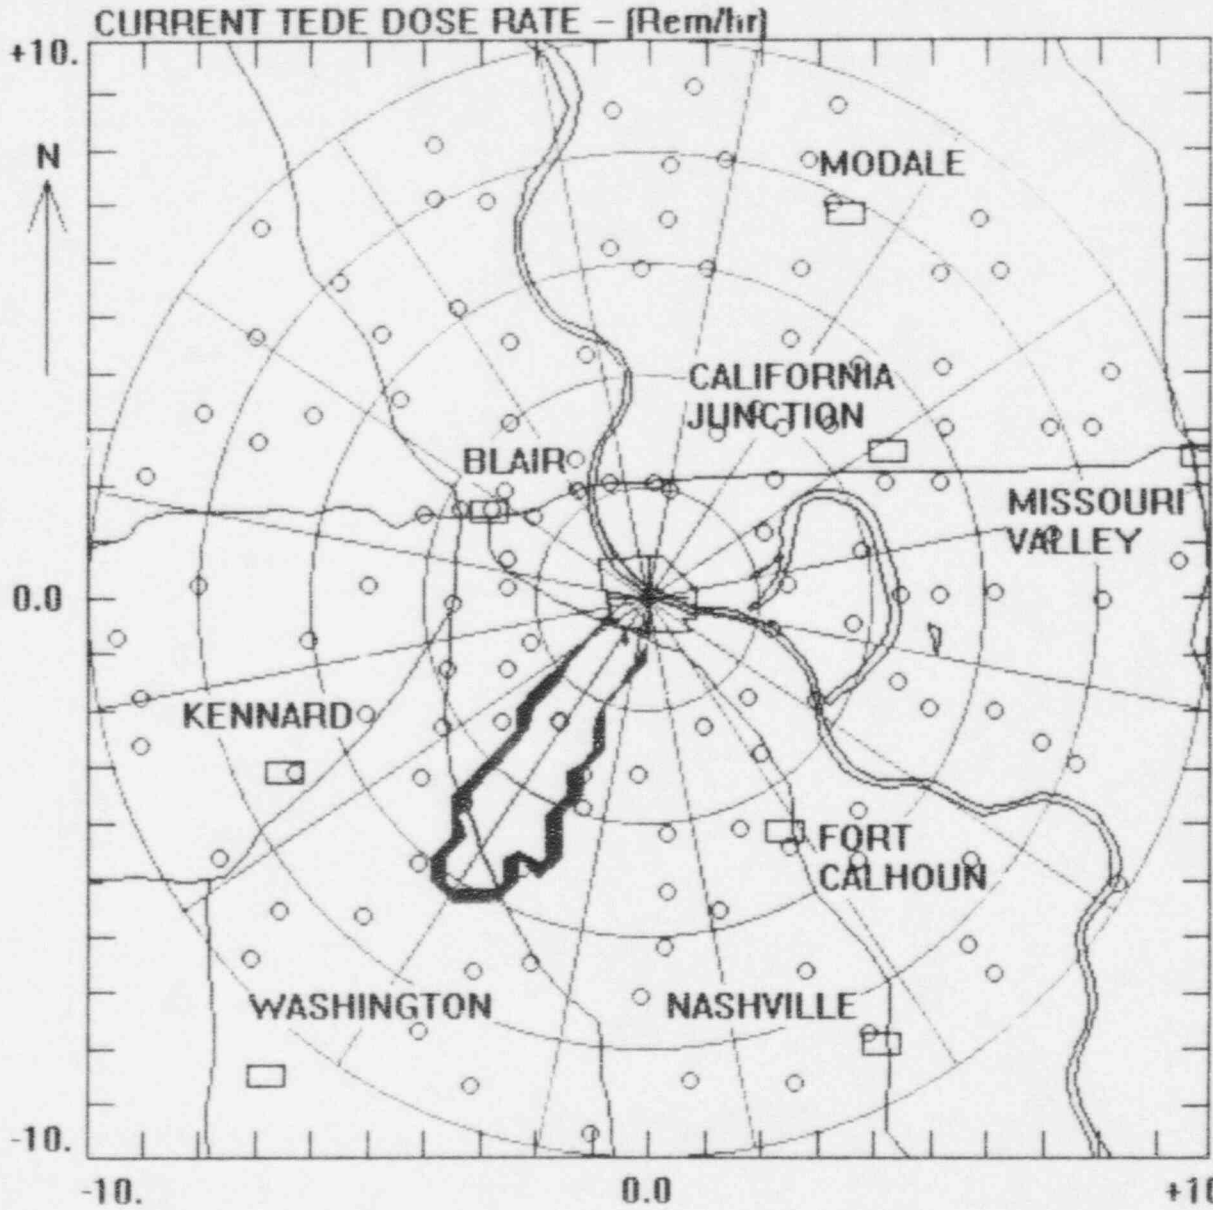 CURRENT TEDE DOSE RATE – [Rem/hr]
+10.
N
MODALE
CALIFORNIA
JUNCTION
BLAIR
MISSOURI
VALLEY
0.0
KENNARD
FORT
CALHOUN
WASHINGTON
NASHVILLE
-10.
-10.
0.0
+10